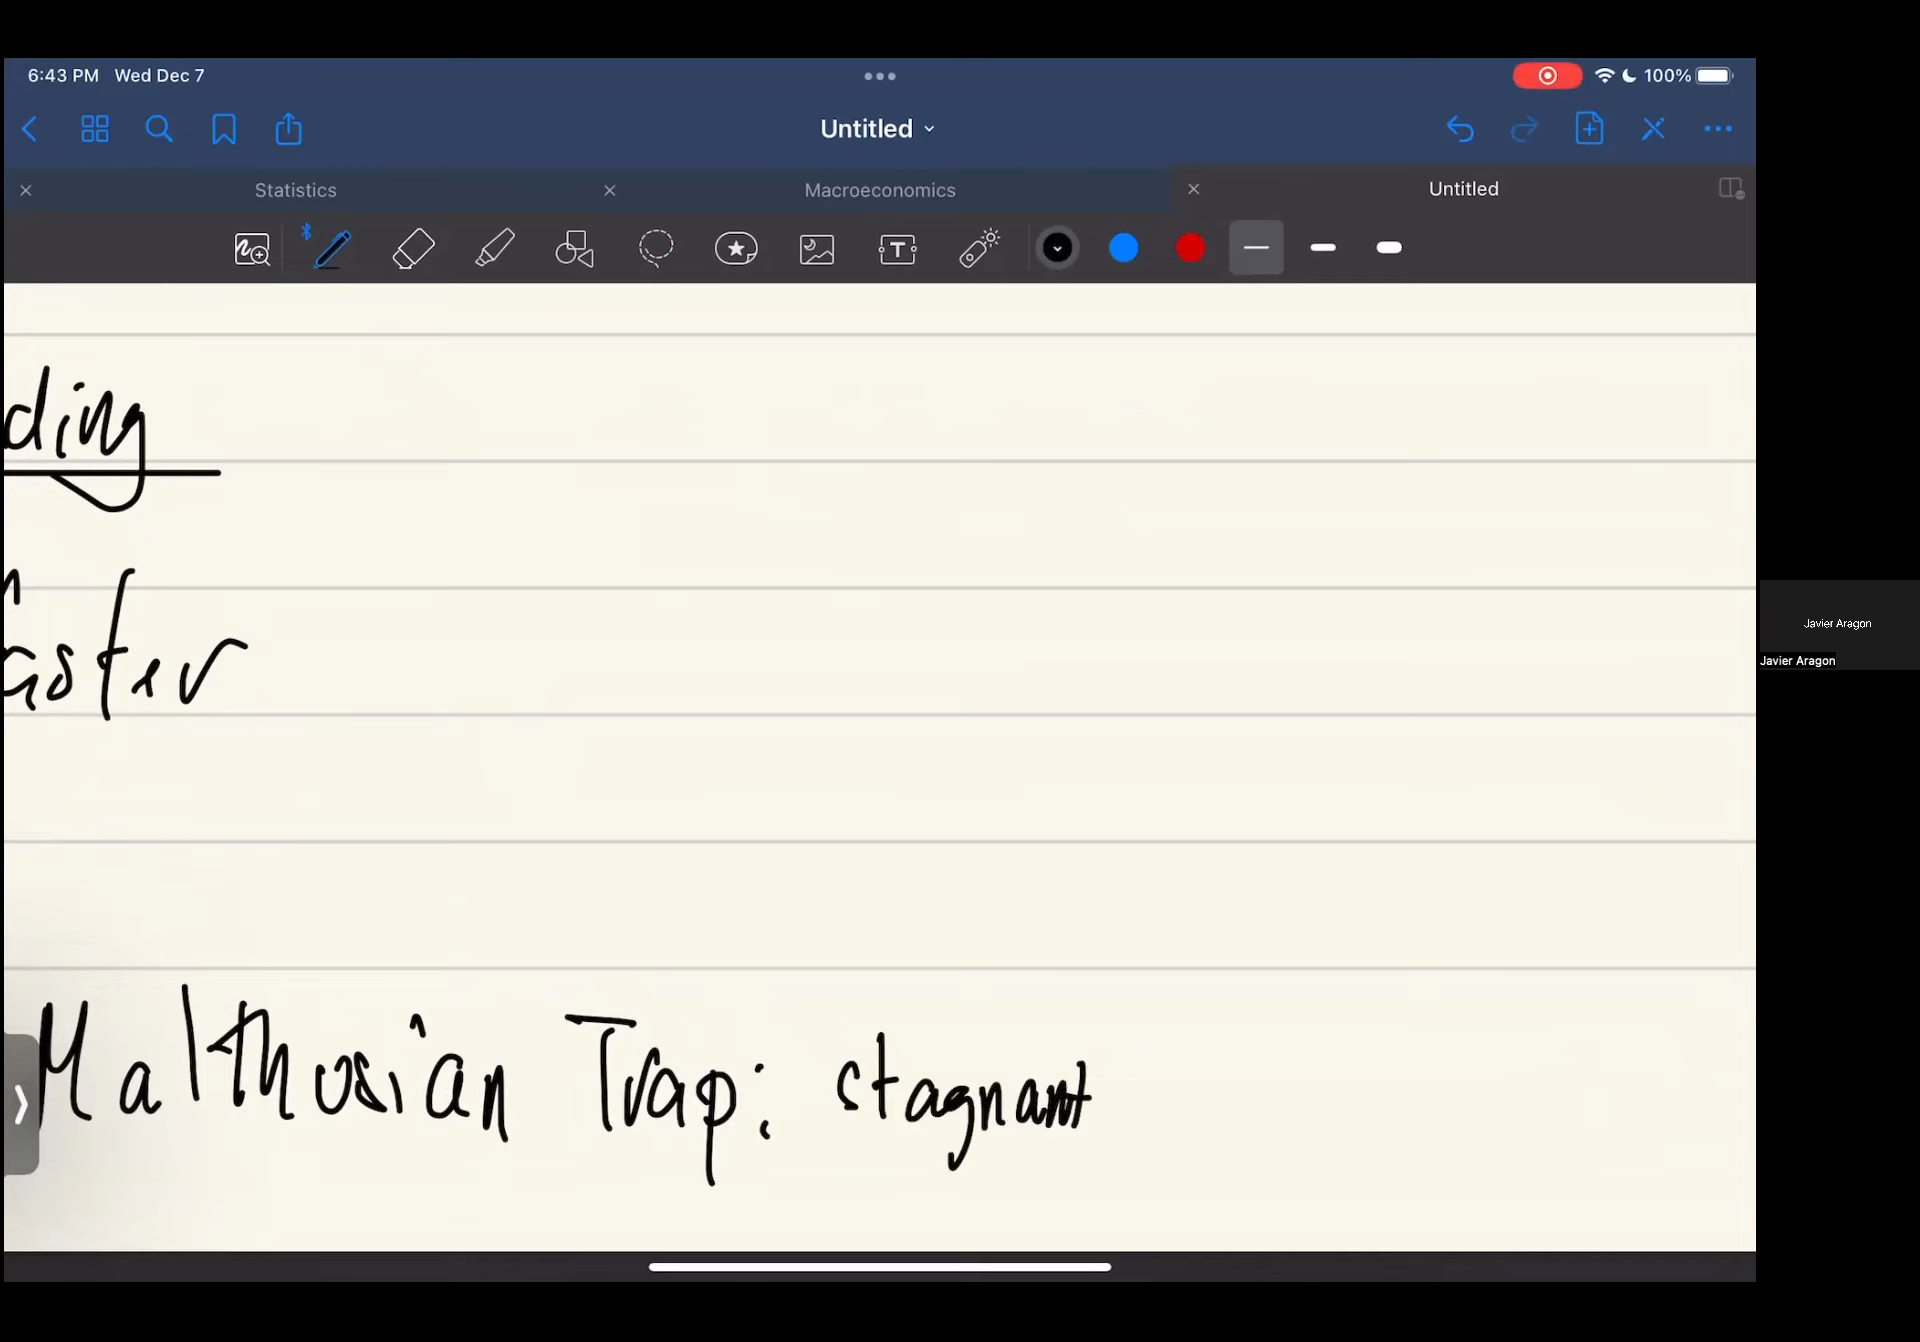 6:43 PM Wed Dec 7 100%
Untitled
Statistics Macroeconomics Untitled
T
ding
aster
Javier Aragon
Javier Aragon
Malthusian Trap: stagnant